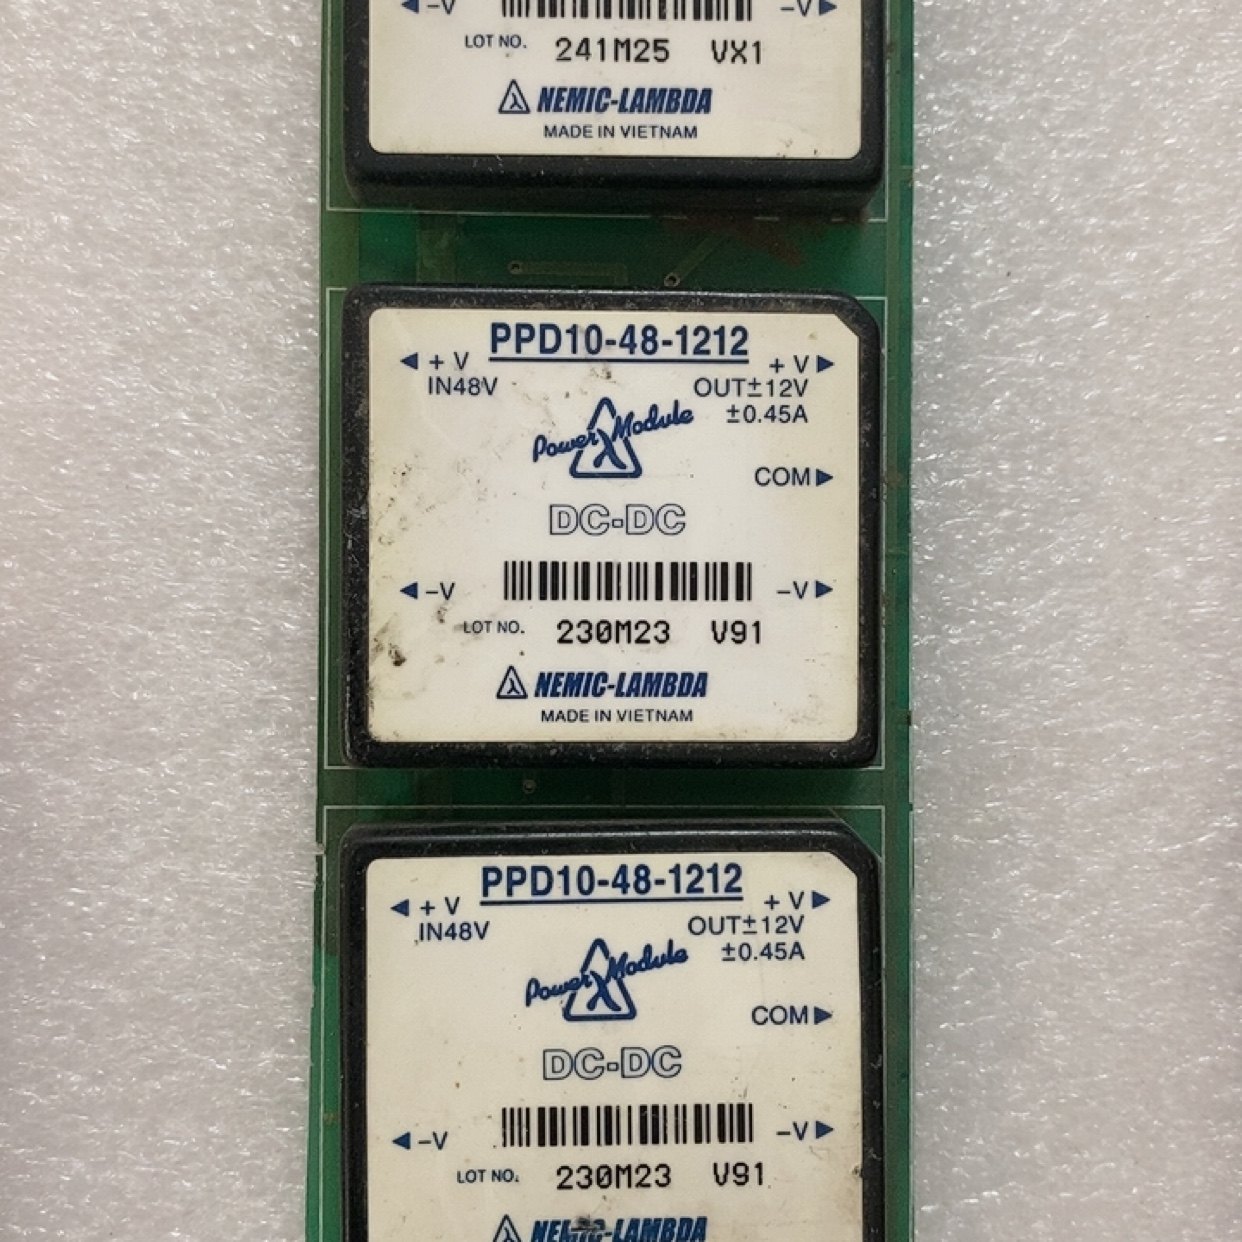 ◀ -V -V ▶
LOT NO. 241M25 VX1
NEMIC-LAMBDA
MADE IN VIETNAM
PPD10-48-1212
◀ + V + V ▶
IN48V OUT±12V
±0.45A
Power Module
COM ▶
DC-DC
◀ -V -V ▶
LOT NO. 230M23 V91
NEMIC-LAMBDA
MADE IN VIETNAM
PPD10-48-1212
◀ + V + V ▶
IN48V OUT±12V
±0.45A
Power Module
COM ▶
DC-DC
◀ -V -V ▶
LOT NO. 230M23 V91
NEMIC-LAMBDA